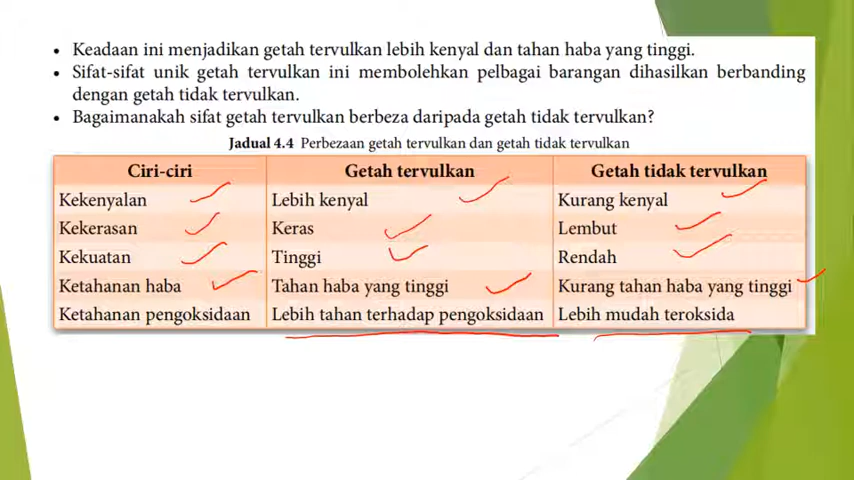 • Keadaan ini menjadikan getah tervulkan lebih kenyal dan tahan haba yang tinggi.
• Sifat-sifat unik getah tervulkan ini membolehkan pelbagai barangan dihasilkan berbanding
dengan getah tidak tervulkan.
• Bagaimanakah sifat getah tervulkan berbeza daripada getah tidak tervulkan?
Jadual 4.4 Perbezaan getah tervulkan dan getah tidak tervulkan
Ciri-ciri Getah tervulkan Getah tidak tervulkan
Kekenyalan Lebih kenyal Kurang kenyal
Kekerasan Keras Lembut
Kekuatan Tinggi Rendah
Ketahanan haba Tahan haba yang tinggi Kurang tahan haba yang tinggi
Ketahanan pengoksidaan Lebih tahan terhadap pengoksidaan Lebih mudah teroksida